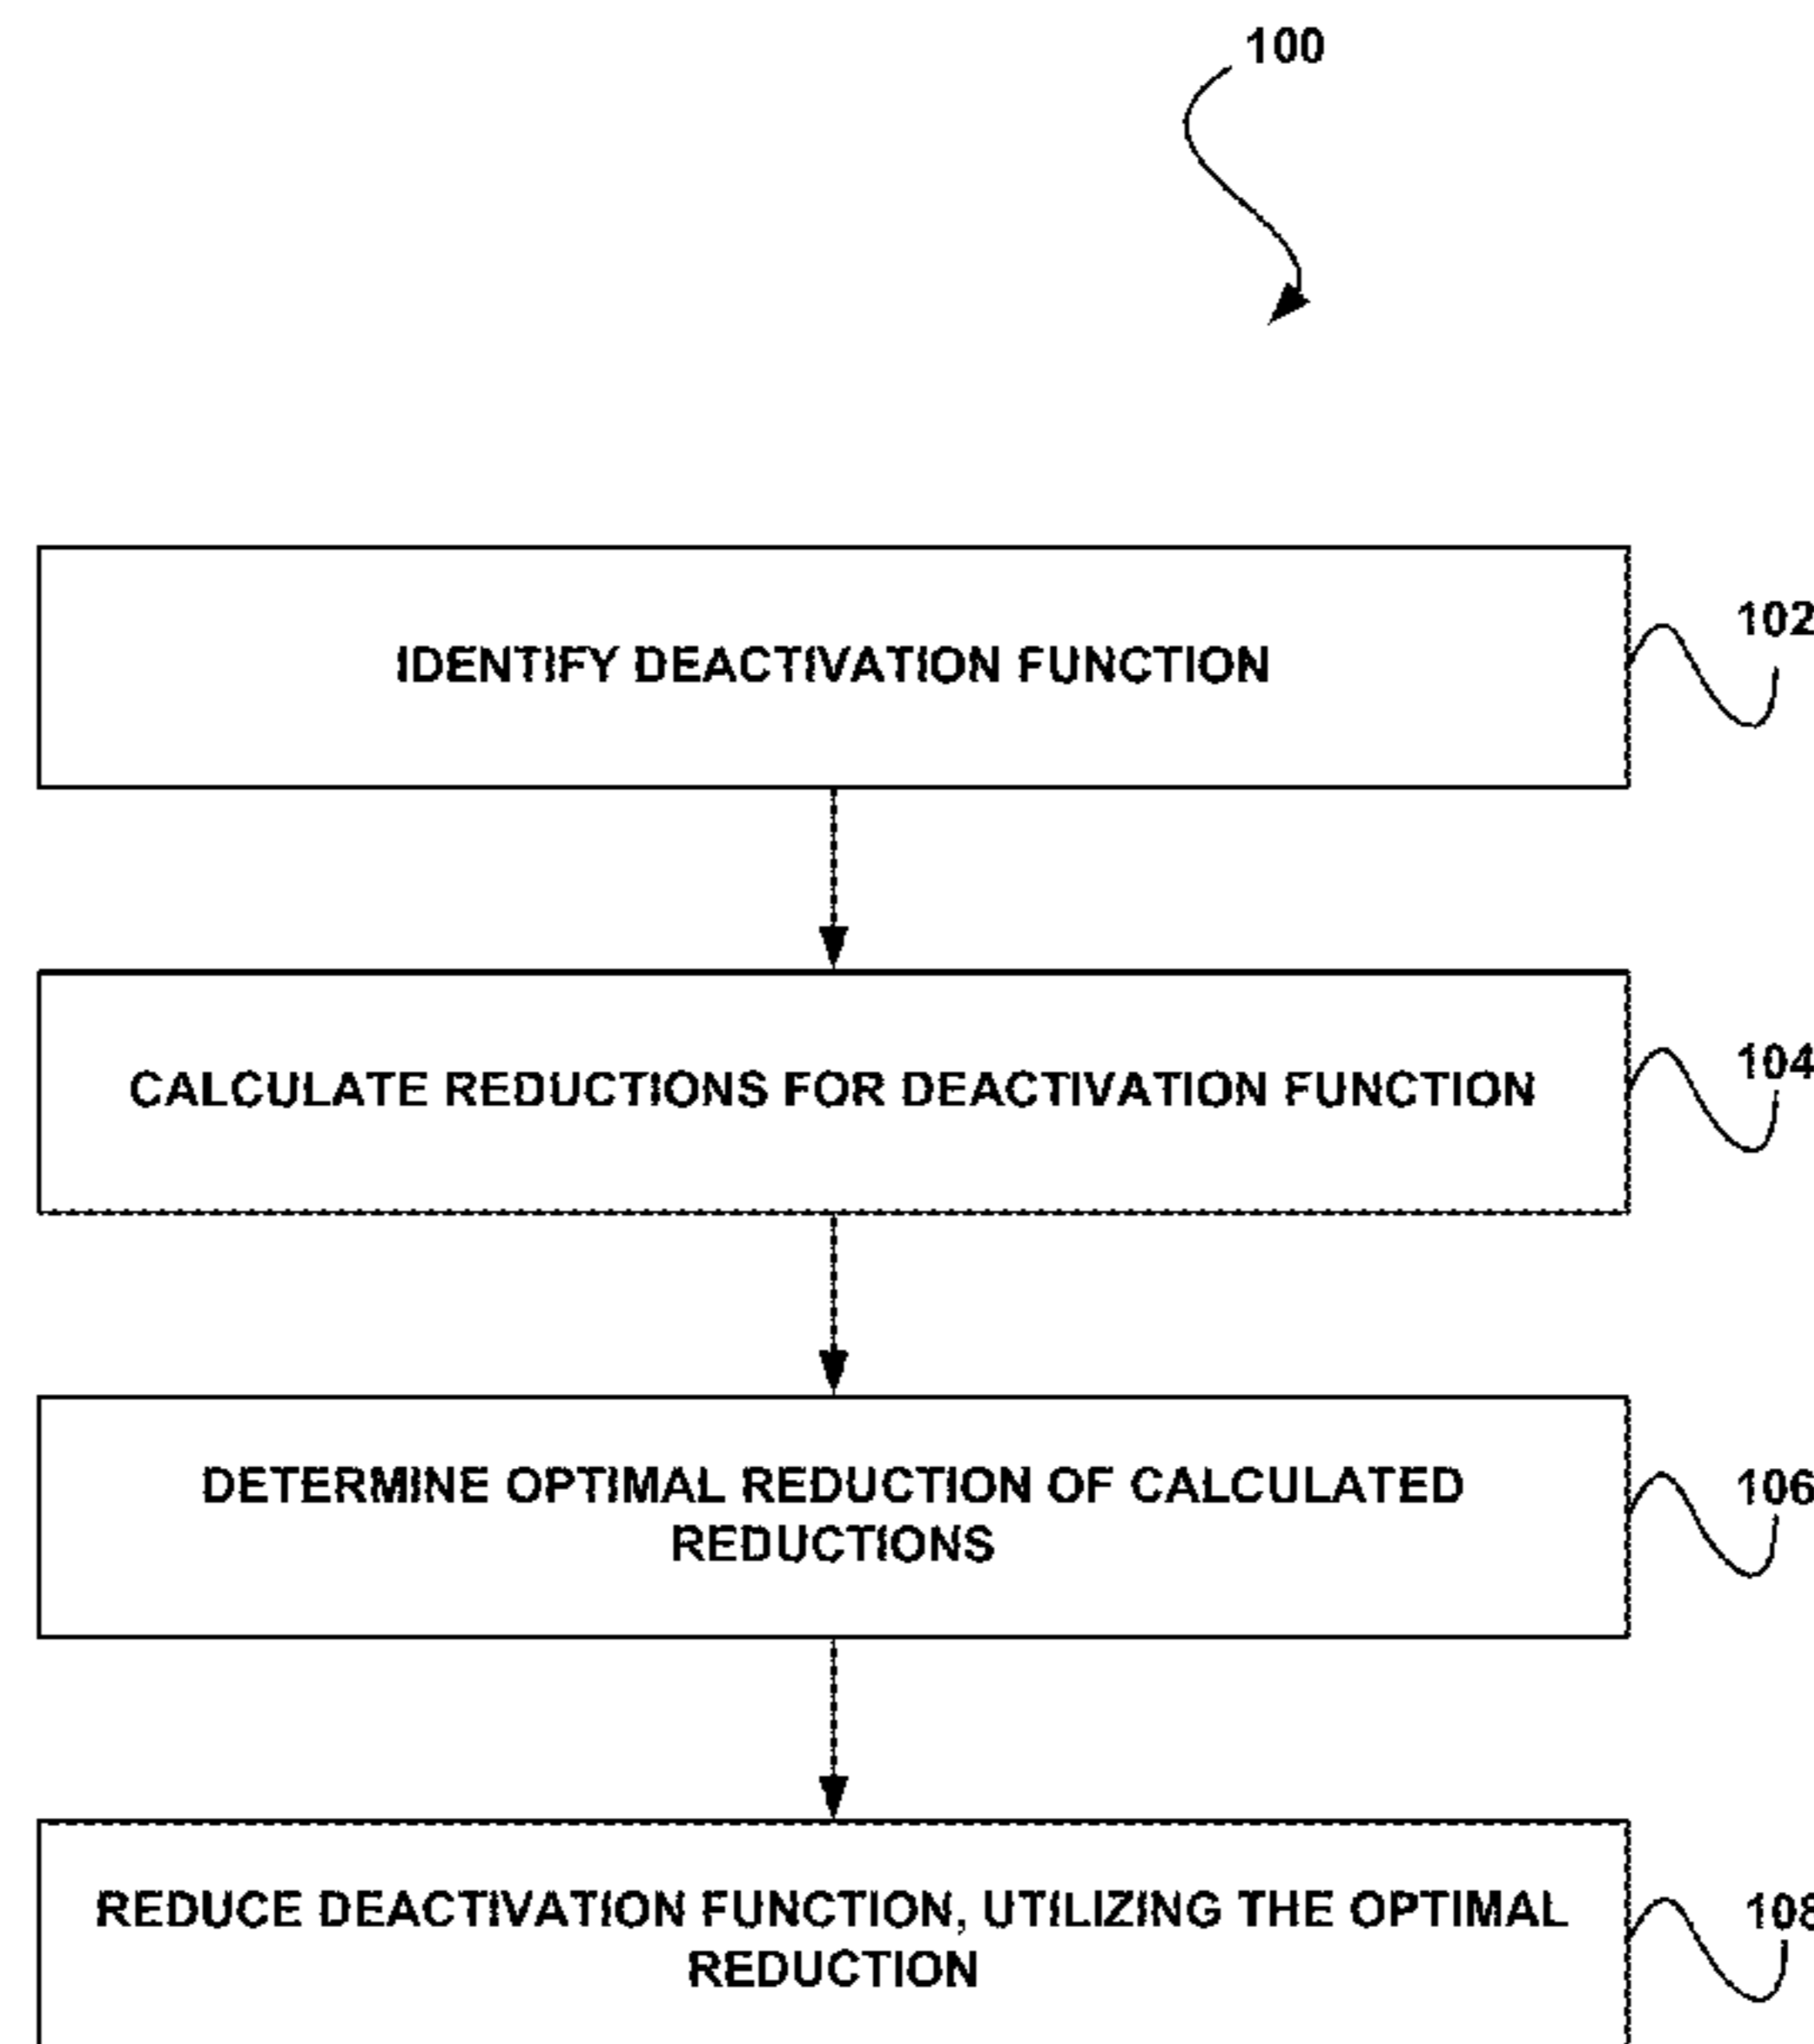 100
IDENTIFY DEACTIVATION FUNCTION
102
CALCULATE REDUCTIONS FOR DEACTIVATION FUNCTION
104
DETERMINE OPTIMAL REDUCTION OF CALCULATED
REDUCTIONS
106
REDUCE DEACTIVATION FUNCTION, UTILIZING THE OPTIMAL
REDUCTION
108